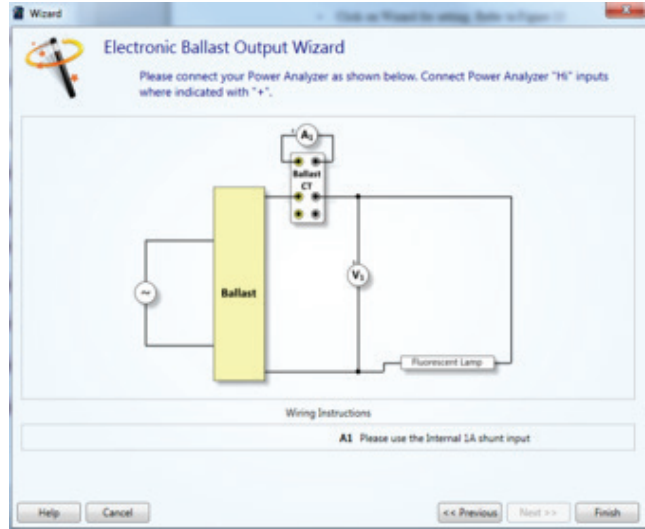 Wizard
Electronic Ballast Output Wizard
Please connect your Power Analyzer as shown below. Connect Power Analyzer "Hi" inputs
where indicated with "+".
A1
Ballast
CT
Ballast
V1
~
Fluorescent Lamp
Wiring Instructions
A1 Please use the Internal 1A shunt input
Help
Cancel
<< Previous
Next >>
Finish